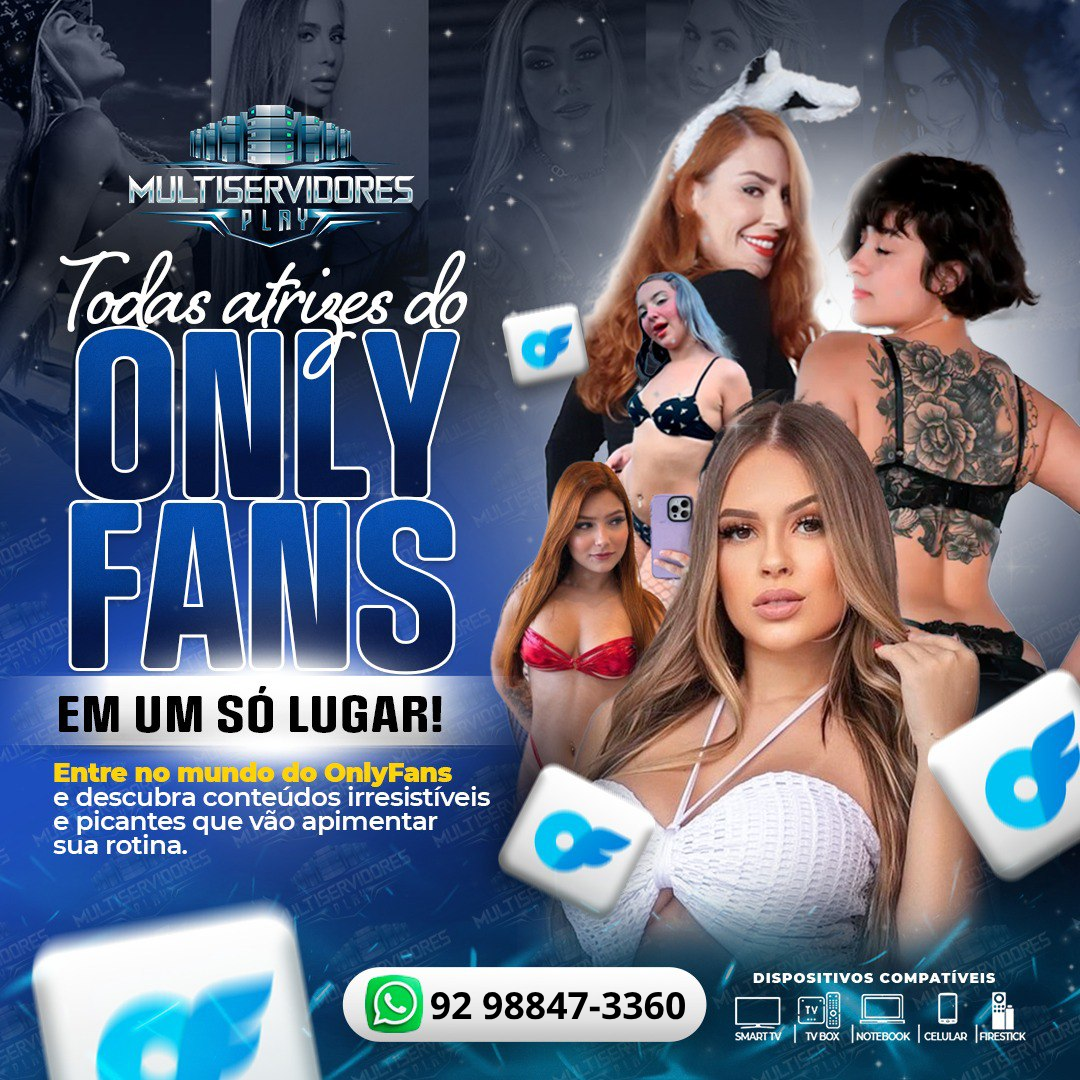 MULTISERVIDORES
PLAY
Todas atrizes do
ONLY
FANS
EM UM SÓ LUGAR!
Entre no mundo do OnlyFans
e descubra conteúdos irresistíveis
e picantes que vão apimentar
sua rotina.
92 98847-3360
DISPOSITIVOS COMPATÍVEIS
TV
SMART TV | TV BOX | NOTEBOOK | CELULAR | FIRESTICK